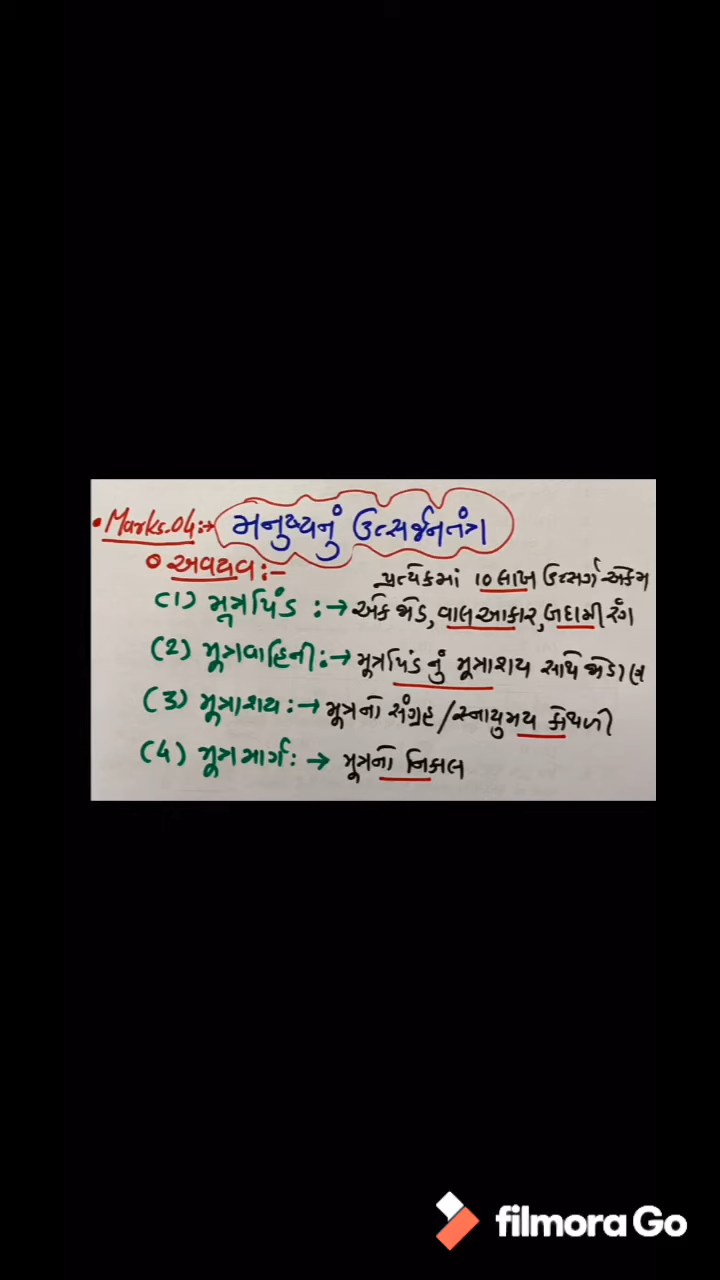 • Marks.04:→ મનુષ્યનું ઉત્સર્જનતંત્ર
અવયવ :-
પ્રત્યેકમાં 10 લાખ ઉત્સર્ગ એકમ
(1) મૂત્રપિંડ :→ એક જોડ, વાલ આકાર, બદામી રંગ
(2) મૂત્રવાહિની:→ મૂત્રપિંડ નું મૂત્રાશય સાથે જોડાણ
(3) મૂત્રાશય :→ મૂત્રનો સંગ્રહ / સ્નાયુમય કોથળી
(4) મૂત્રમાર્ગ: → મૂત્રનો નિકાલ
filmora Go